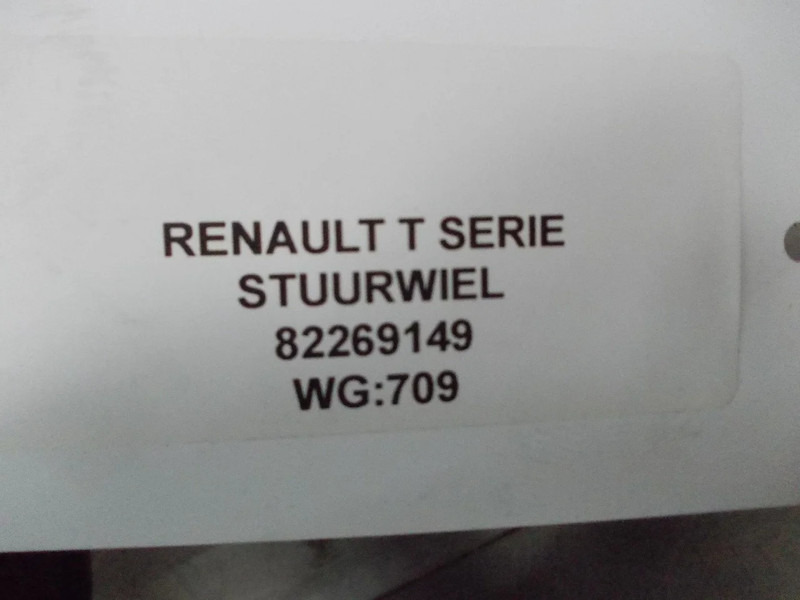 RENAULT T SERIE
STUURWIEL
82269149
WG:709